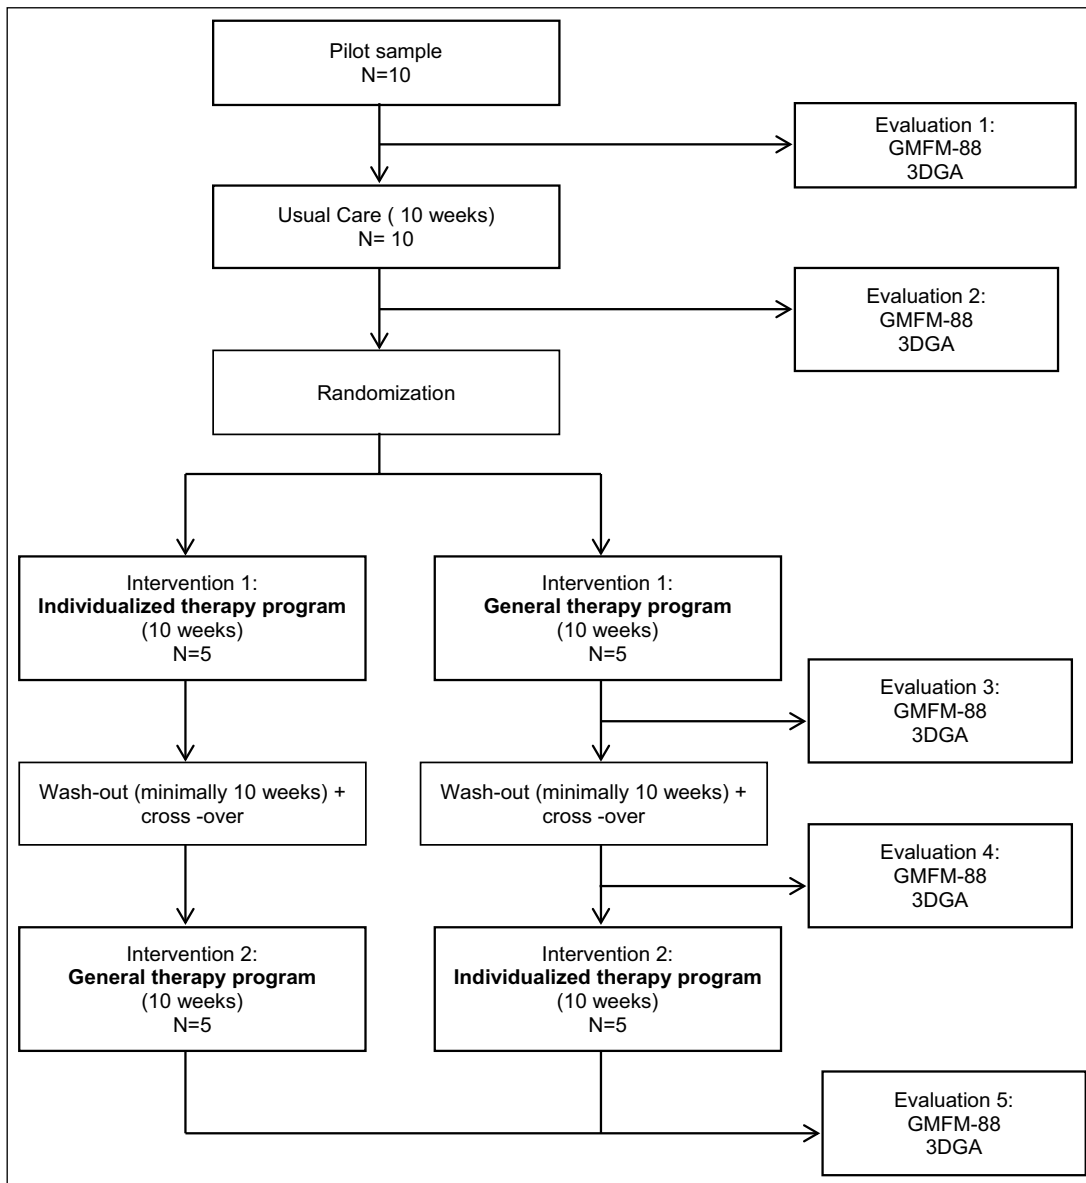 Pilot sample
N=10
Evaluation 1:
GMFM-88
3DGA
Usual Care ( 10 weeks)
N= 10
Evaluation 2:
GMFM-88
3DGA
Randomization
Intervention 1:
Individualized therapy program
(10 weeks)
N=5
Intervention 1:
General therapy program
(10 weeks)
N=5
Evaluation 3:
GMFM-88
3DGA
Wash-out (minimally 10 weeks) +
cross -over
Wash-out (minimally 10 weeks) +
cross-over
Evaluation 4:
GMFM-88
3DGA
Intervention 2:
General therapy program
(10 weeks)
N=5
Intervention 2:
Individualized therapy program
(10 weeks)
N=5
Evaluation 5:
GMFM-88
3DGA